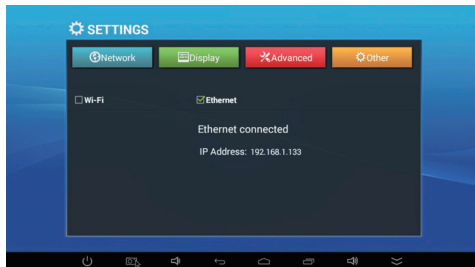 SETTINGS
Network Display Advanced Other
Wi-Fi Ethernet
Ethernet connected
IP Address: 192.168.1.133